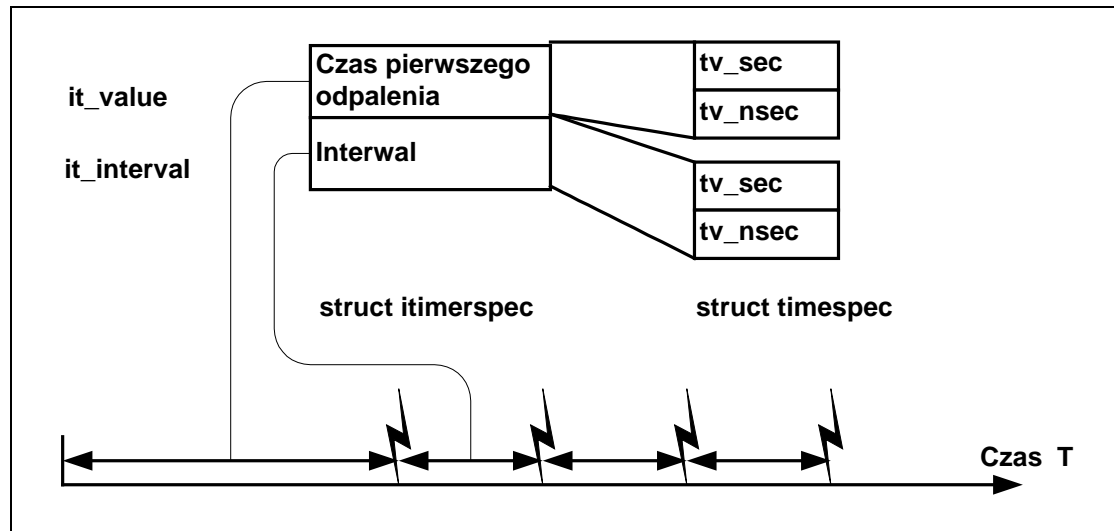 it_value
it_interval
Czas pierwszego
odpalenia
Interwal
tv_sec
tv_nsec
tv_sec
tv_nsec
struct itimerspec
struct timespec
Czas T